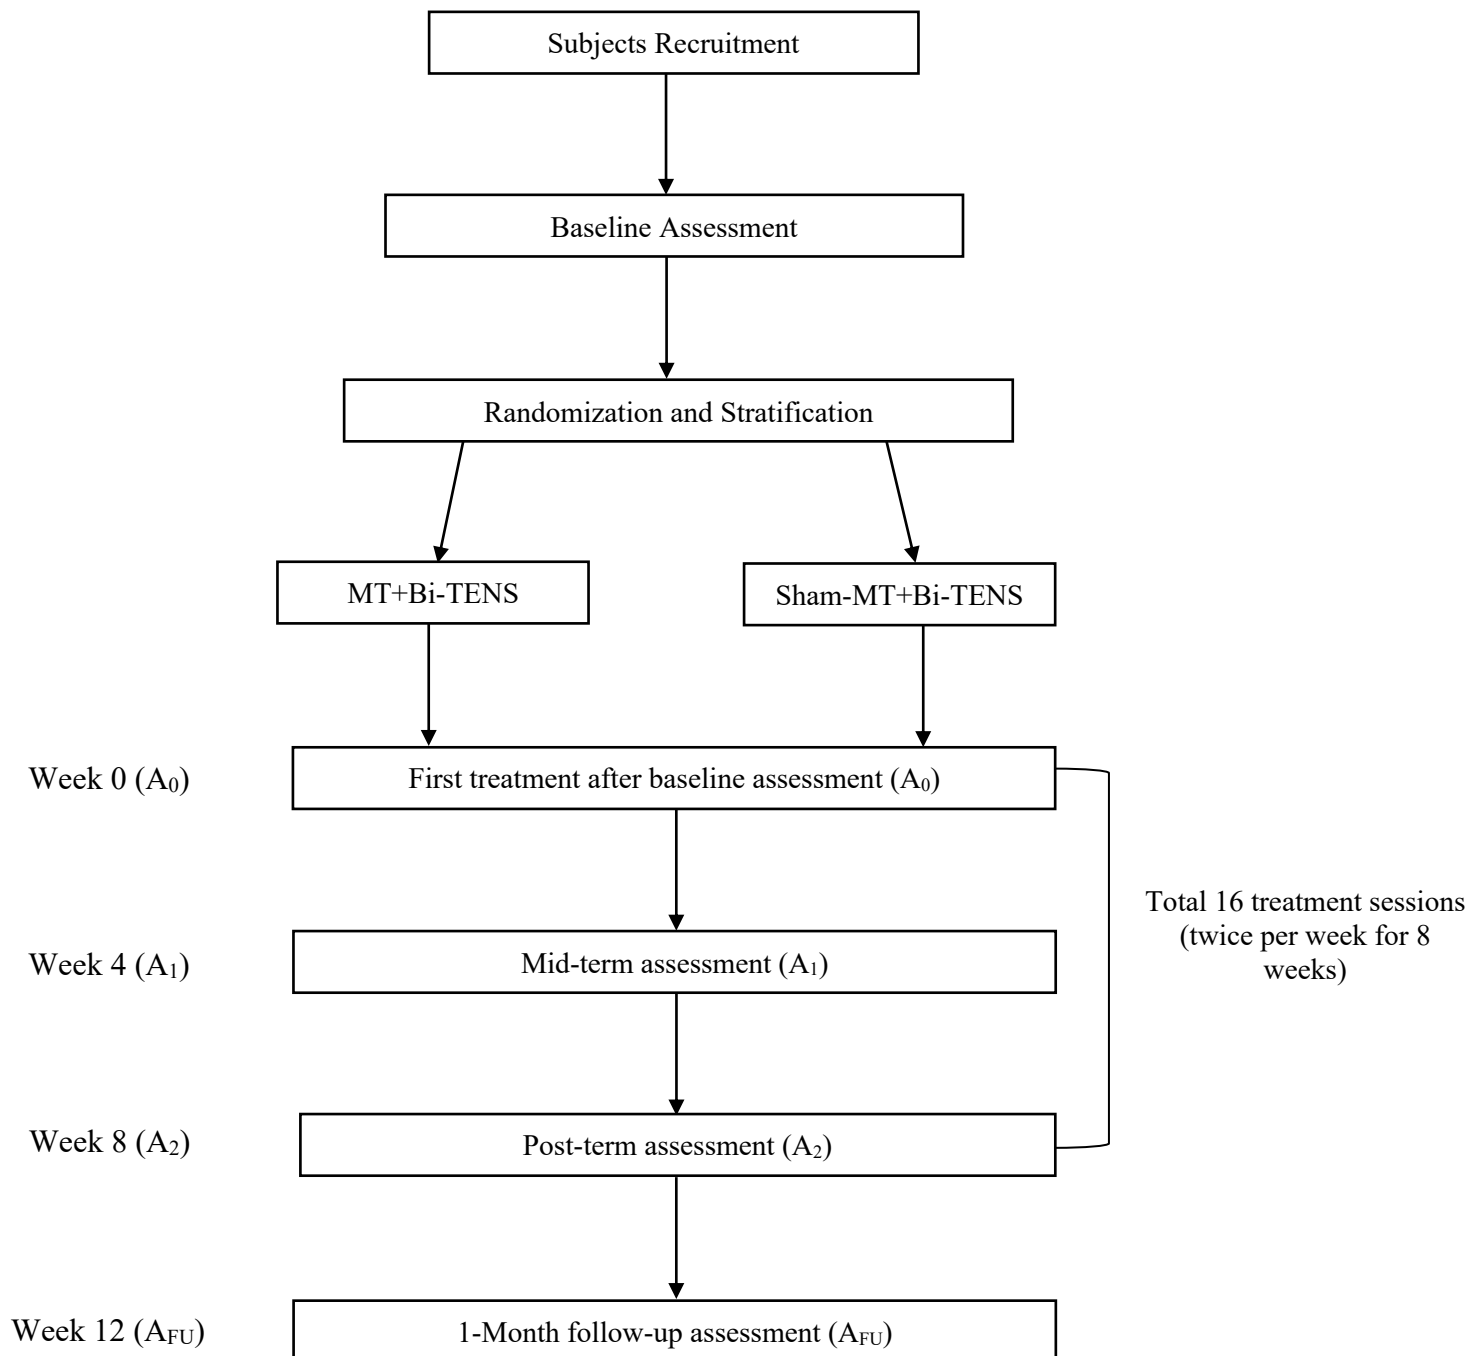 Subjects Recruitment
Baseline Assessment
Randomization and Stratification
MT+Bi-TENS
Sham-MT+Bi-TENS
Week 0 (A₀)
First treatment after baseline assessment (A₀)
Total 16 treatment sessions
(twice per week for 8
weeks)
Week 4 (A₁)
Mid-term assessment (A₁)
Week 8 (A₂)
Post-term assessment (A₂)
Week 12 (AFU)
1-Month follow-up assessment (AFU)